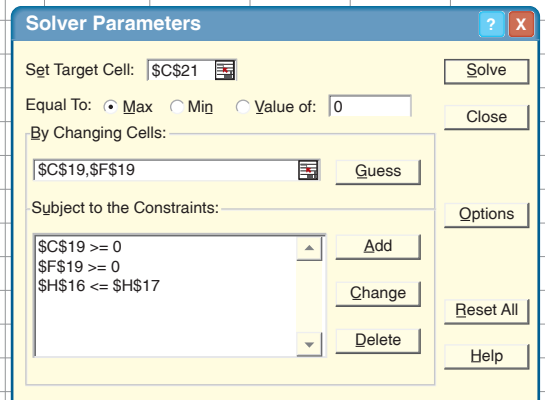 Solver Parameters ? X
Set Target Cell: $C$21 Solve
Equal To: Max Min Value of: 0
Close
By Changing Cells:
$C$19,$F$19 Guess
Subject to the Constraints: Options
$C$19 >= 0 Add
$F$19 >= 0
$H$16 <= $H$17 Change
Reset All
Delete
Help